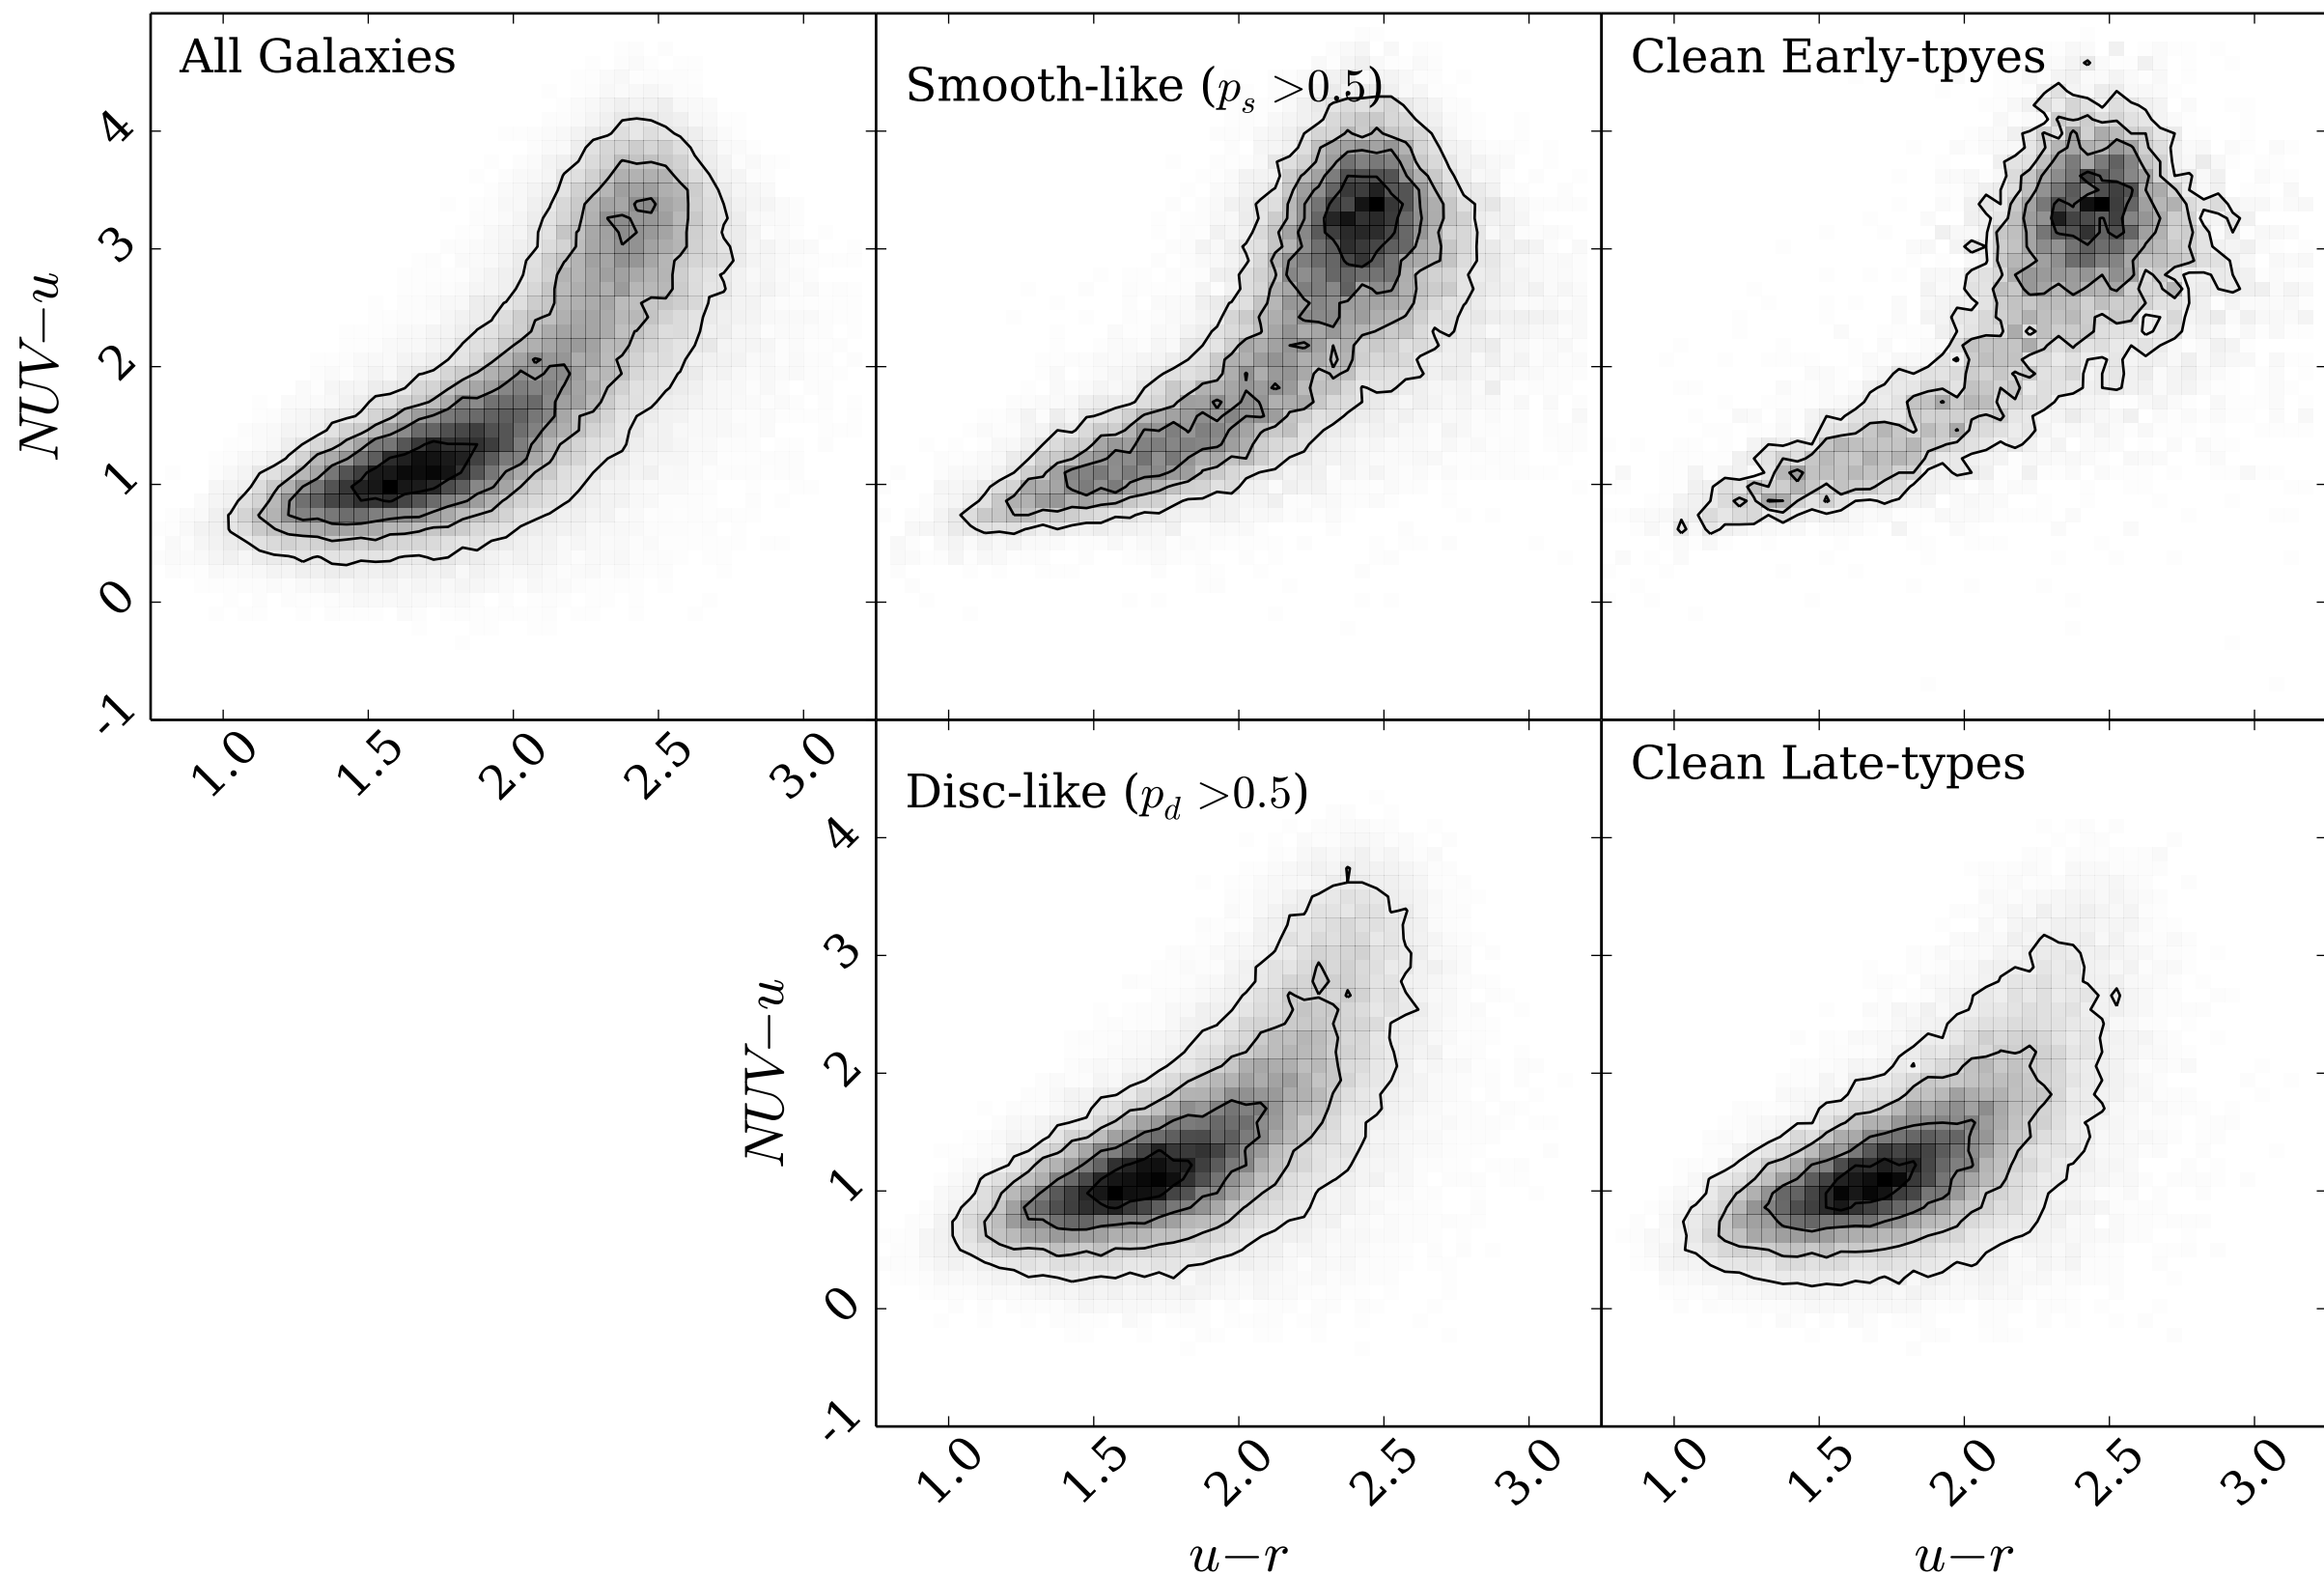 All Galaxies
Smooth-like (p_s >0.5)
Clean Early-tpyes
NUV−u
4
3
2
1
0
-1
1.0 1.5 2.0 2.5 3.0
Disc-like (p_d >0.5)
Clean Late-types
NUV−u
4
3
2
1
0
-1
1.0 1.5 2.0 2.5 3.0
1.0 1.5 2.0 2.5 3.0
u−r
u−r